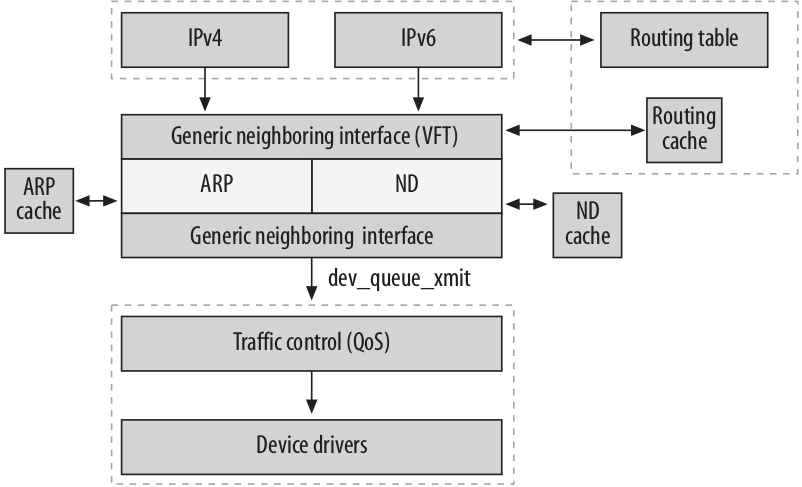 IPv4
IPv6
Routing table
Routing
cache
Generic neighboring interface (VFT)
ARP
ND
ARP
cache
ND
cache
Generic neighboring interface
dev_queue_xmit
Traffic control (QoS)
Device drivers